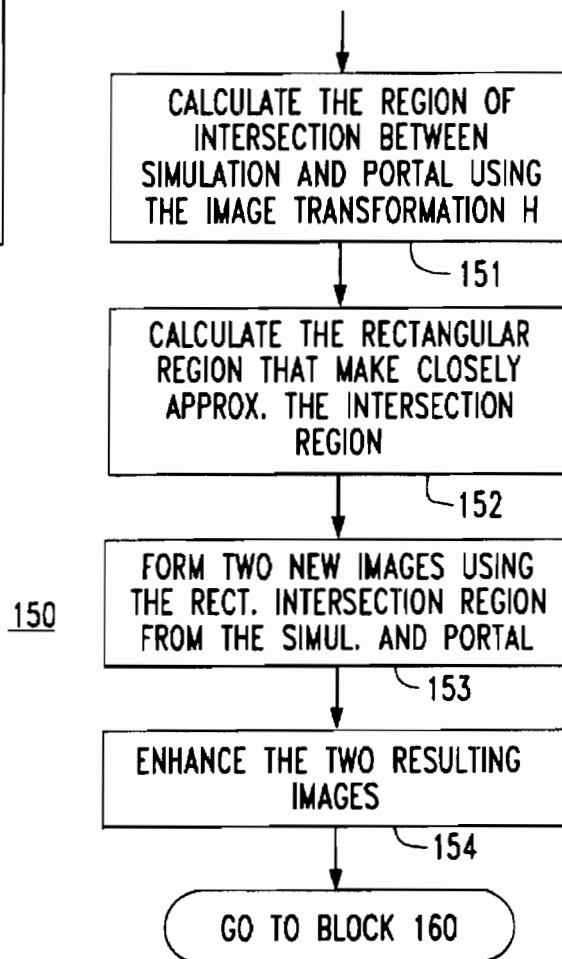 CALCULATE THE REGION OF
INTERSECTION BETWEEN
SIMULATION AND PORTAL USING
THE IMAGE TRANSFORMATION H
151
CALCULATE THE RECTANGULAR
REGION THAT MAKE CLOSELY
APPROX. THE INTERSECTION
REGION
152
FORM TWO NEW IMAGES USING
THE RECT. INTERSECTION REGION
FROM THE SIMUL. AND PORTAL
150
153
ENHANCE THE TWO RESULTING
IMAGES
154
GO TO BLOCK 160